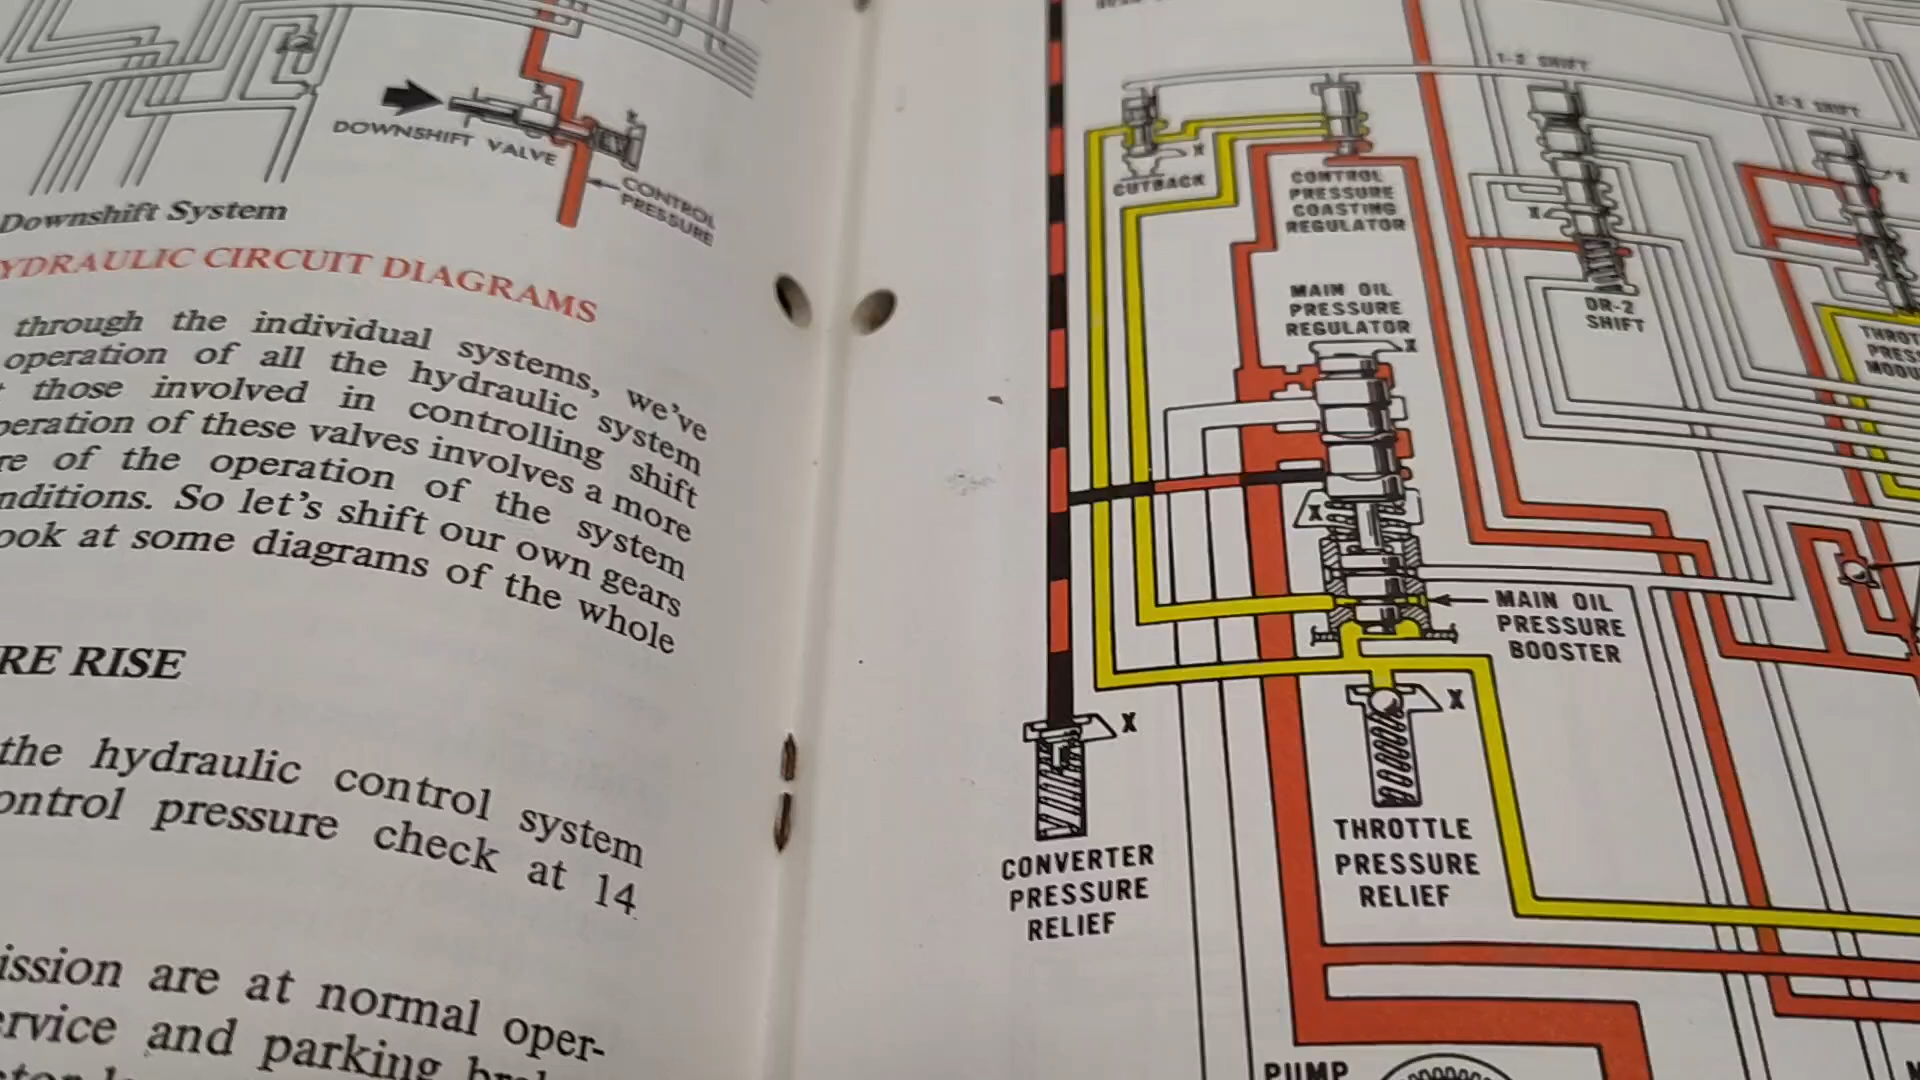 DOWNSHIFT VALVE
CONTROL
PRESSURE
Downshift System
YDRAULIC CIRCUIT DIAGRAMS
through the individual systems, we've
operation of all the hydraulic system
those involved in controlling shift
peration of these valves involves a more
re of the operation of the system
nditions. So let's shift our own gears
ook at some diagrams of the whole
RE RISE
the hydraulic control system
ontrol pressure check at 14
ission are at normal oper-
ervice and parking
1-2 SHIFT
2-3 SHIFT
X
CUTBACK
X
CONTROL
PRESSURE
COASTING
REGULATOR
X
DR-2
SHIFT
MAIN OIL
PRESSURE
REGULATOR
X
THROT
PRES
MODU
X
MAIN OIL
PRESSURE
BOOSTER
X
X
THROTTLE
PRESSURE
RELIEF
CONVERTER
PRESSURE
RELIEF
PUMP